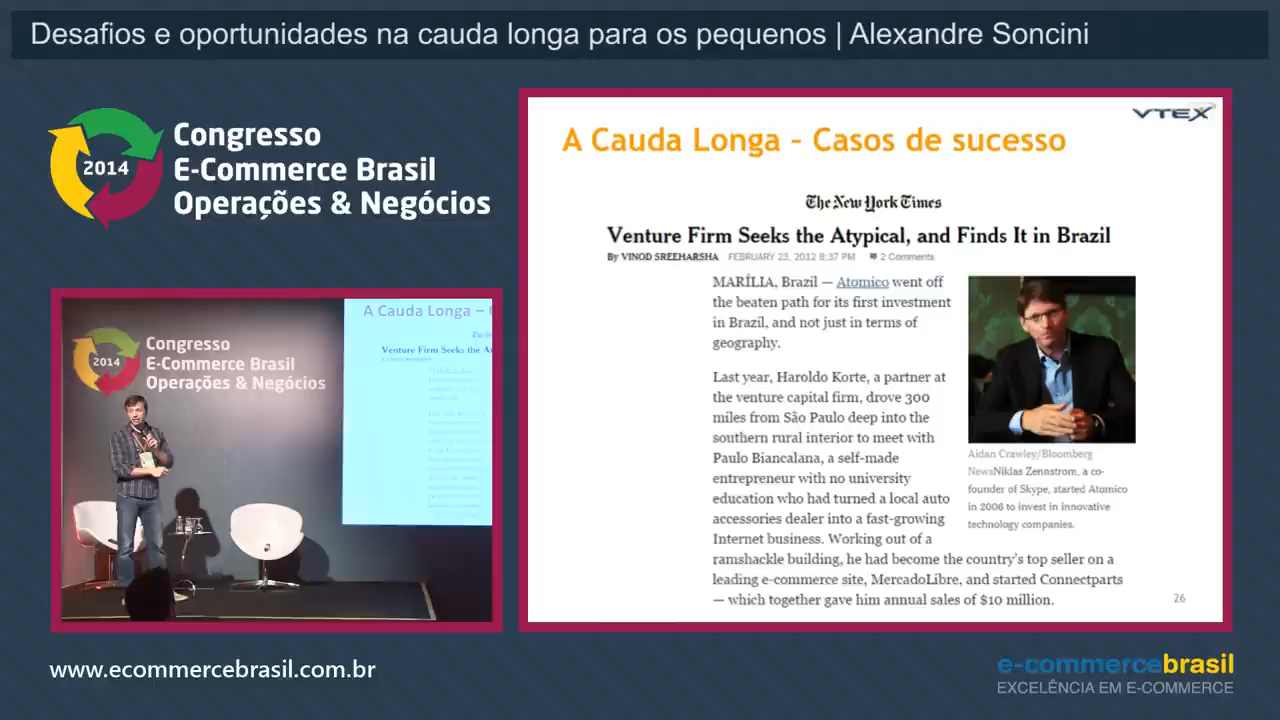 Desafios e oportunidades na cauda longa para os pequenos | Alexandre Soncini
2014
Congresso
E-Commerce Brasil
Operações & Negócios
VTEX
A Cauda Longa - Casos de sucesso
The New York Times
Venture Firm Seeks the Atypical, and Finds It in Brazil
By VINOD SREEHARSHA FEBRUARY 23, 2012 8:37 PM 2 Comments
MARÍLIA, Brazil — Atomico went off
the beaten path for its first investment
in Brazil, and not just in terms of
geography.
Last year, Haroldo Korte, a partner at
the venture capital firm, drove 300
miles from São Paulo deep into the
southern rural interior to meet with
Paulo Biancalana, a self-made
entrepreneur with no university
education who had turned a local auto
accessories dealer into a fast-growing
Internet business. Working out of a
ramshackle building, he had become the country's top seller on a
leading e-commerce site, MercadoLibre, and started Connectparts
— which together gave him annual sales of $10 million.
Aidan Crawley/Bloomberg
NewsNiklas Zennstrom, a co-
founder of Skype, started Atomico
in 2006 to invest in innovative
technology companies.
26
A Cauda Longa –
Venture Firm Seeks the
2014
Congresso
E-Commerce Brasil
Operações & Negócios
www.ecommercebrasil.com.br
e-commercebrasil
EXCELÊNCIA EM E-COMMERCE